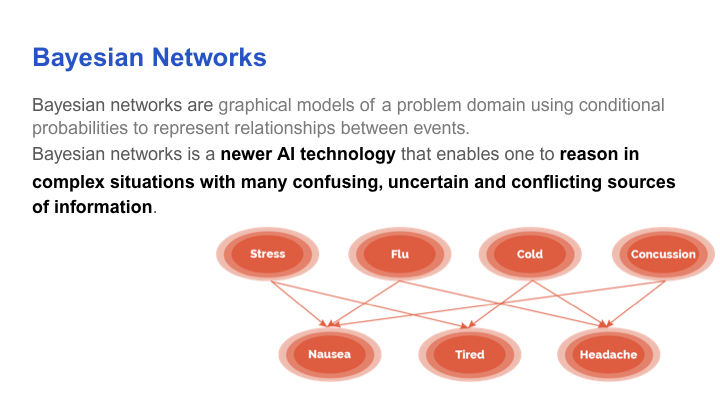 Bayesian Networks
Bayesian networks are graphical models of a problem domain using conditional
probabilities to represent relationships between events.
Bayesian networks is a newer AI technology that enables one to reason in
complex situations with many confusing, uncertain and conflicting sources
of information.
Stress Flu Cold Concussion
Nausea Tired Headache